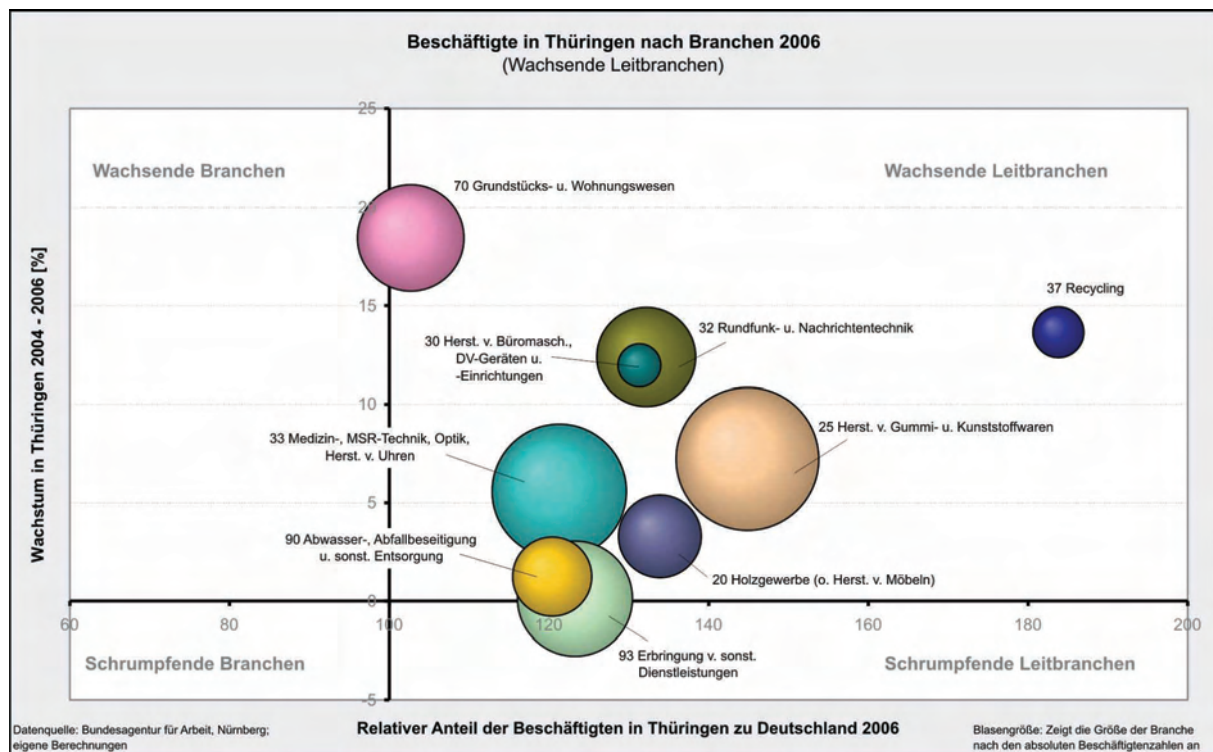 Beschäftigte in Thüringen nach Branchen 2006
(Wachsende Leitbranchen)
25
Wachsende Branchen
Wachsende Leitbranchen
70 Grundstücks- u. Wohnungswesen
20
37 Recycling
15
32 Rundfunk- u. Nachrichtentechnik
30 Herst. v. Büromasch.,
DV-Geräten u.
-Einrichtungen
10
25 Herst. v. Gummi- u. Kunststoffwaren
33 Medizin-, MSR-Technik, Optik,
Herst. v. Uhren
5
90 Abwasser-, Abfallbeseitigung
u. sonst. Entsorgung
20 Holzgewerbe (o. Herst. v. Möbeln)
0
60 80 100 120 140 160 180 200
Schrumpfende Branchen
93 Erbringung v. sonst.
Dienstleistungen
Schrumpfende Leitbranchen
-5
Wachstum in Thüringen 2004 - 2006 [%]
Relativer Anteil der Beschäftigten in Thüringen zu Deutschland 2006
Datenquelle: Bundesagentur für Arbeit, Nürnberg;
eigene Berechnungen
Blasengröße: Zeigt die Größe der Branche
nach den absoluten Beschäftigtenzahlen an